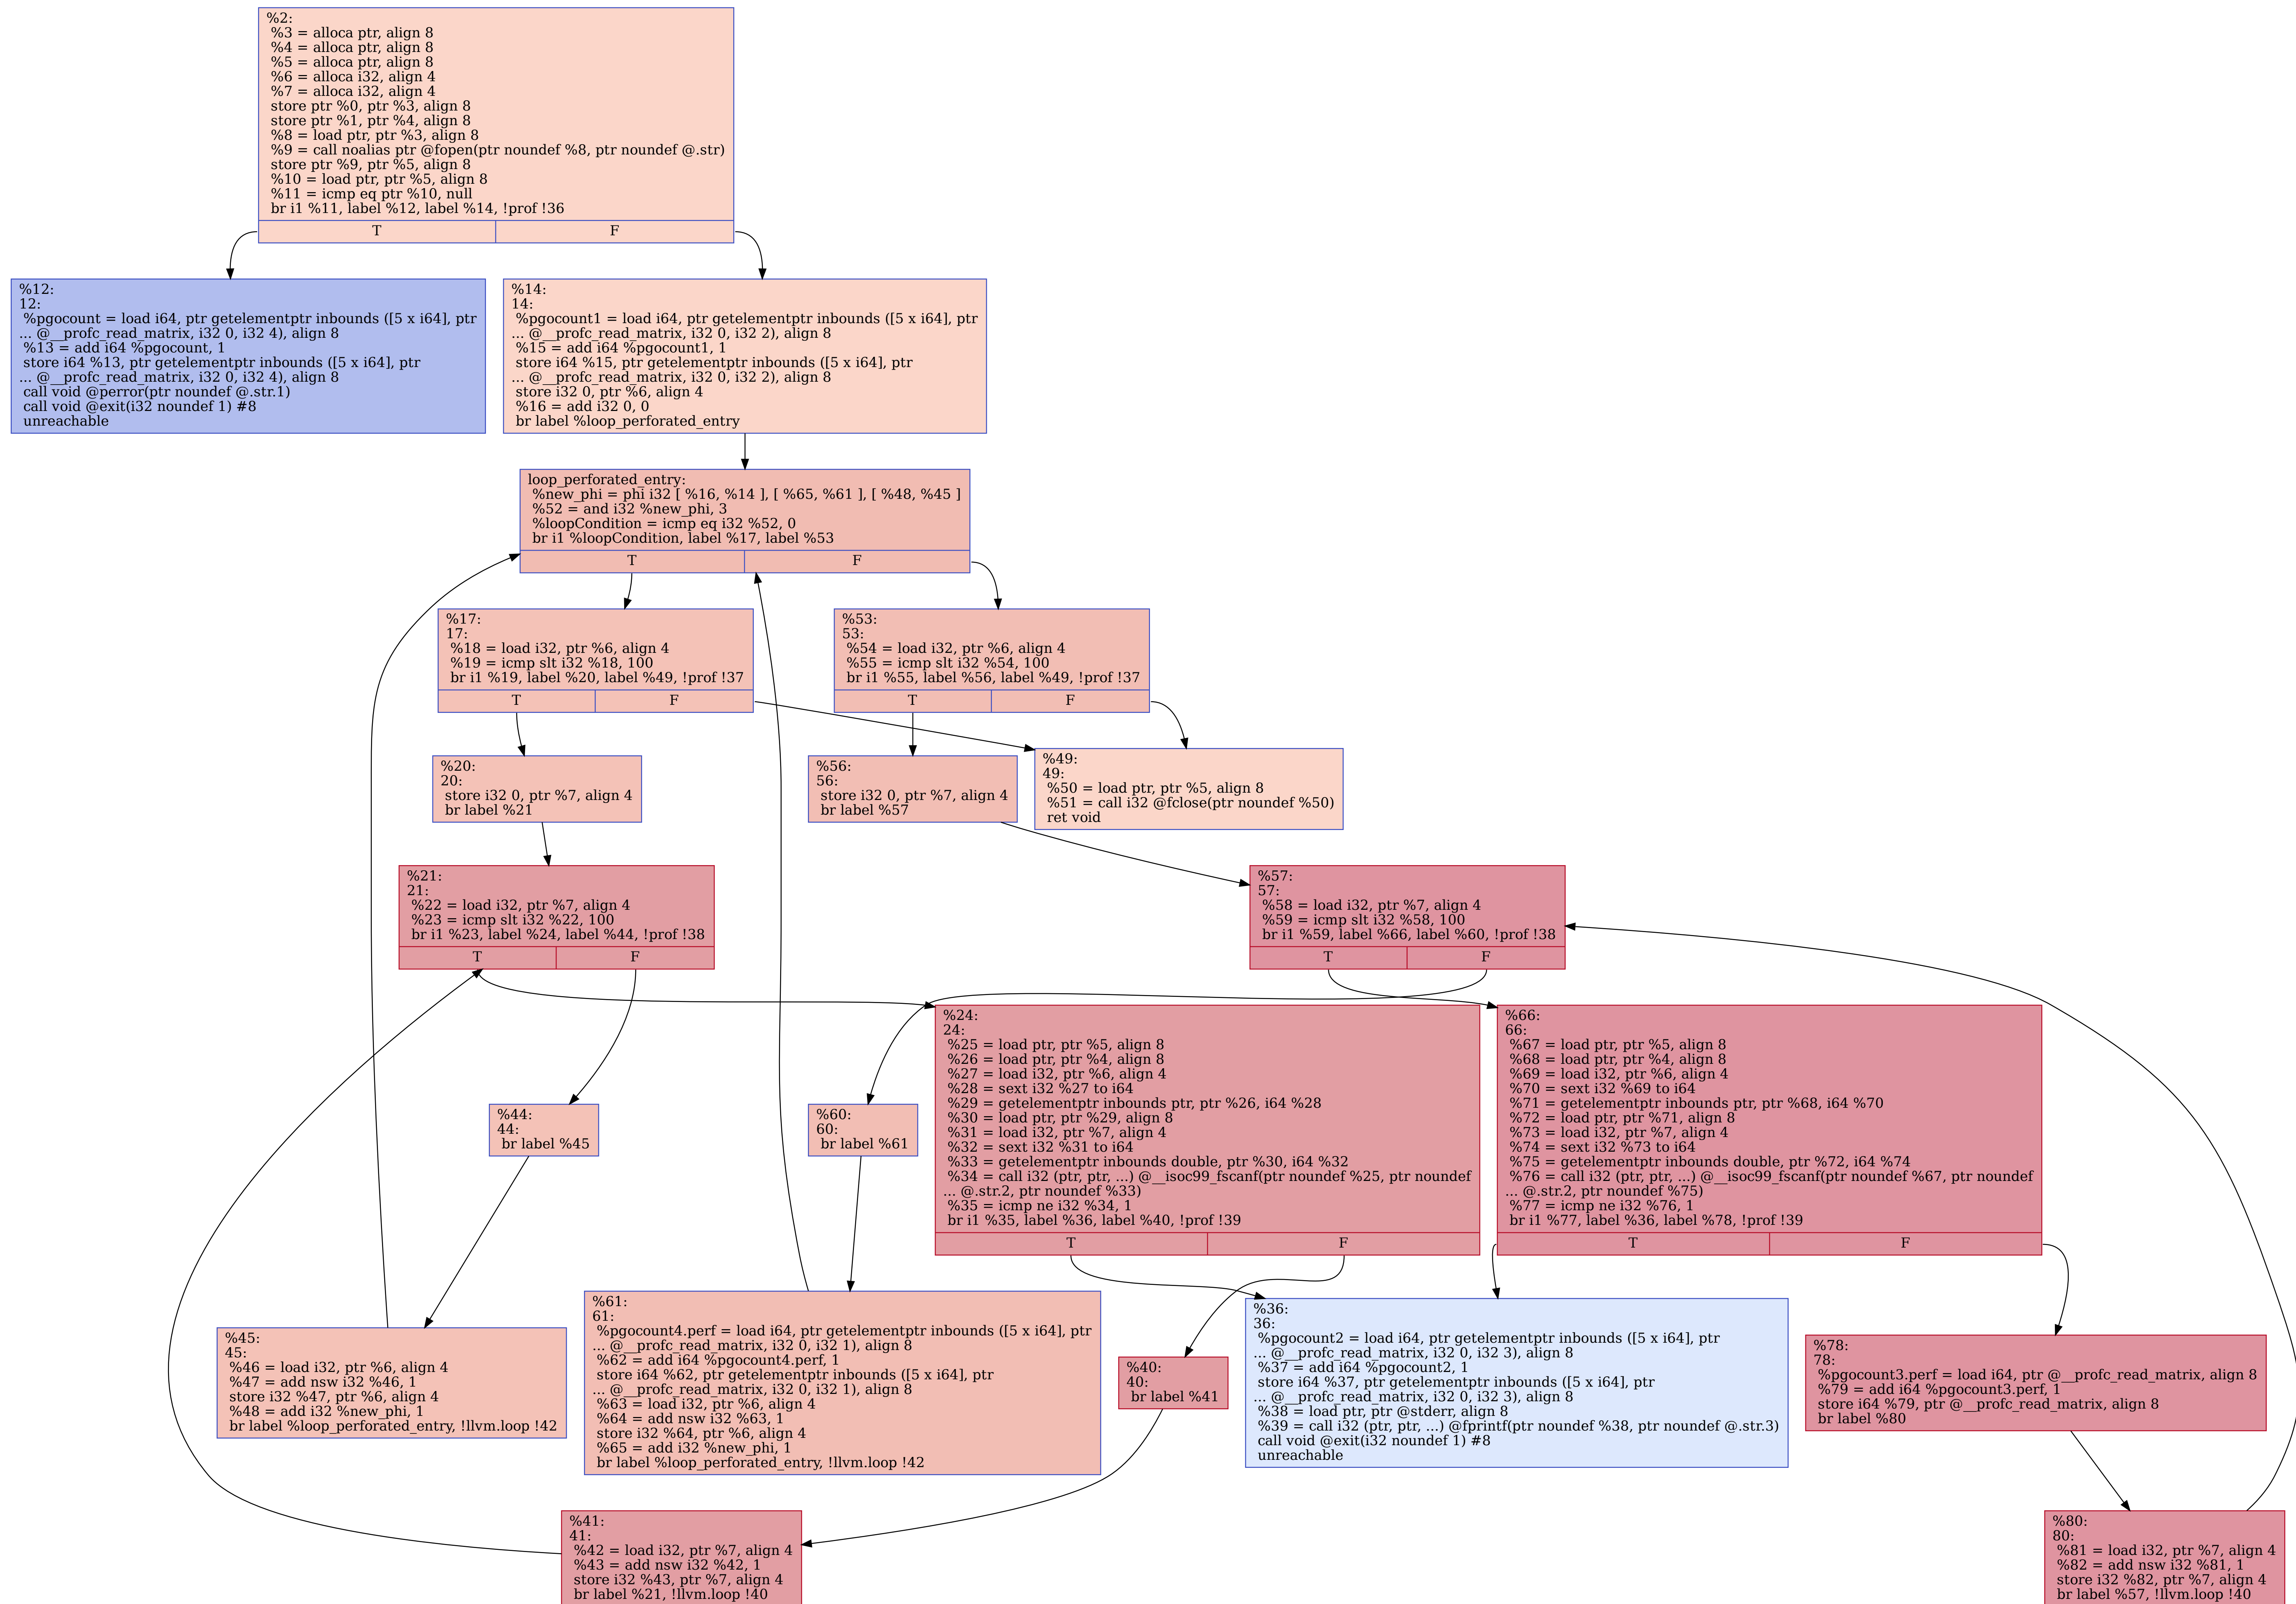 %2:
%3 = alloca ptr, align 8
%4 = alloca ptr, align 8
%5 = alloca ptr, align 8
%6 = alloca i32, align 4
%7 = alloca i32, align 4
store ptr %0, ptr %3, align 8
store ptr %1, ptr %4, align 8
%8 = load ptr, ptr %3, align 8
%9 = call noalias ptr @fopen(ptr noundef %8, ptr noundef @.str)
store ptr %9, ptr %5, align 8
%10 = load ptr, ptr %5, align 8
%11 = icmp eq ptr %10, null
br i1 %11, label %12, label %14, !prof !36
T
F
%12:
12:
%pgocount = load i64, ptr getelementptr inbounds ([5 x i64], ptr
... @__profc_read_matrix, i32 0, i32 4), align 8
%13 = add i64 %pgocount, 1
store i64 %13, ptr getelementptr inbounds ([5 x i64], ptr
... @__profc_read_matrix, i32 0, i32 4), align 8
call void @perror(ptr noundef @.str.1)
call void @exit(i32 noundef 1) #8
unreachable
%14:
14:
%pgocount1 = load i64, ptr getelementptr inbounds ([5 x i64], ptr
... @__profc_read_matrix, i32 0, i32 2), align 8
%15 = add i64 %pgocount1, 1
store i64 %15, ptr getelementptr inbounds ([5 x i64], ptr
... @__profc_read_matrix, i32 0, i32 2), align 8
store i32 0, ptr %6, align 4
%16 = add i32 0, 0
br label %loop_perforated_entry
loop_perforated_entry:
%new_phi = phi i32 [ %16, %14 ], [ %65, %61 ], [ %48, %45 ]
%52 = and i32 %new_phi, 3
%loopCondition = icmp eq i32 %52, 0
br i1 %loopCondition, label %17, label %53
T
F
%17:
17:
%18 = load i32, ptr %6, align 4
%19 = icmp slt i32 %18, 100
br i1 %19, label %20, label %49, !prof !37
T
F
%53:
53:
%54 = load i32, ptr %6, align 4
%55 = icmp slt i32 %54, 100
br i1 %55, label %56, label %49, !prof !37
T
F
%20:
20:
store i32 0, ptr %7, align 4
br label %21
%56:
56:
store i32 0, ptr %7, align 4
br label %57
%49:
49:
%50 = load ptr, ptr %5, align 8
%51 = call i32 @fclose(ptr noundef %50)
ret void
%21:
21:
%22 = load i32, ptr %7, align 4
%23 = icmp slt i32 %22, 100
br i1 %23, label %24, label %44, !prof !38
T
F
%57:
57:
%58 = load i32, ptr %7, align 4
%59 = icmp slt i32 %58, 100
br i1 %59, label %66, label %60, !prof !38
T
F
%24:
24:
%25 = load ptr, ptr %5, align 8
%26 = load ptr, ptr %4, align 8
%27 = load i32, ptr %6, align 4
%28 = sext i32 %27 to i64
%29 = getelementptr inbounds ptr, ptr %26, i64 %28
%30 = load ptr, ptr %29, align 8
%31 = load i32, ptr %7, align 4
%32 = sext i32 %31 to i64
%33 = getelementptr inbounds double, ptr %30, i64 %32
%34 = call i32 (ptr, ptr, ...) @__isoc99_fscanf(ptr noundef %25, ptr noundef
... @.str.2, ptr noundef %33)
%35 = icmp ne i32 %34, 1
br i1 %35, label %36, label %40, !prof !39
T
F
%66:
66:
%67 = load ptr, ptr %5, align 8
%68 = load ptr, ptr %4, align 8
%69 = load i32, ptr %6, align 4
%70 = sext i32 %69 to i64
%71 = getelementptr inbounds ptr, ptr %68, i64 %70
%72 = load ptr, ptr %71, align 8
%73 = load i32, ptr %7, align 4
%74 = sext i32 %73 to i64
%75 = getelementptr inbounds double, ptr %72, i64 %74
%76 = call i32 (ptr, ptr, ...) @__isoc99_fscanf(ptr noundef %67, ptr noundef
... @.str.2, ptr noundef %75)
%77 = icmp ne i32 %76, 1
br i1 %77, label %36, label %78, !prof !39
T
F
%44:
44:
br label %45
%60:
60:
br label %61
%45:
45:
%46 = load i32, ptr %6, align 4
%47 = add nsw i32 %46, 1
store i32 %47, ptr %6, align 4
%48 = add i32 %new_phi, 1
br label %loop_perforated_entry, !llvm.loop !42
%61:
61:
%pgocount4.perf = load i64, ptr getelementptr inbounds ([5 x i64], ptr
... @__profc_read_matrix, i32 0, i32 1), align 8
%62 = add i64 %pgocount4.perf, 1
store i64 %62, ptr getelementptr inbounds ([5 x i64], ptr
... @__profc_read_matrix, i32 0, i32 1), align 8
%63 = load i32, ptr %6, align 4
%64 = add nsw i32 %63, 1
store i32 %64, ptr %6, align 4
%65 = add i32 %new_phi, 1
br label %loop_perforated_entry, !llvm.loop !42
%40:
40:
br label %41
%36:
36:
%pgocount2 = load i64, ptr getelementptr inbounds ([5 x i64], ptr
... @__profc_read_matrix, i32 0, i32 3), align 8
%37 = add i64 %pgocount2, 1
store i64 %37, ptr getelementptr inbounds ([5 x i64], ptr
... @__profc_read_matrix, i32 0, i32 3), align 8
%38 = load ptr, ptr @stderr, align 8
%39 = call i32 (ptr, ptr, ...) @fprintf(ptr noundef %38, ptr noundef @.str.3)
call void @exit(i32 noundef 1) #8
unreachable
%78:
78:
%pgocount3.perf = load i64, ptr @__profc_read_matrix, align 8
%79 = add i64 %pgocount3.perf, 1
store i64 %79, ptr @__profc_read_matrix, align 8
br label %80
%41:
41:
%42 = load i32, ptr %7, align 4
%43 = add nsw i32 %42, 1
store i32 %43, ptr %7, align 4
br label %21, !llvm.loop !40
%80:
80:
%81 = load i32, ptr %7, align 4
%82 = add nsw i32 %81, 1
store i32 %82, ptr %7, align 4
br label %57, !llvm.loop !40